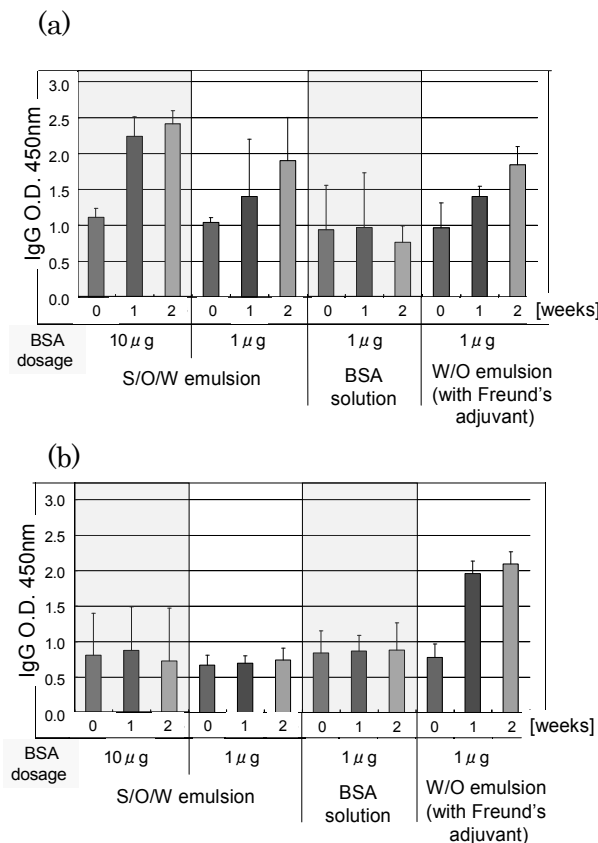 (a)
3.0
2.5
2.0
1.5
1.0
0.5
0.0
IgG O.D. 450nm
0 1 2 0 1 2 0 1 2 0 1 2 [weeks]
BSA
dosage
10 μ g 1 μ g 1 μ g 1 μ g
S/O/W emulsion
BSA
solution
W/O emulsion
(with Freund's
adjuvant)
(b)
3.0
2.5
2.0
1.5
1.0
0.5
0.0
IgG O.D. 450nm
0 1 2 0 1 2 0 1 2 0 1 2 [weeks]
BSA
dosage
10 μ g 1 μ g 1 μ g 1 μ g
S/O/W emulsion
BSA
solution
W/O emulsion
(with Freund's
adjuvant)